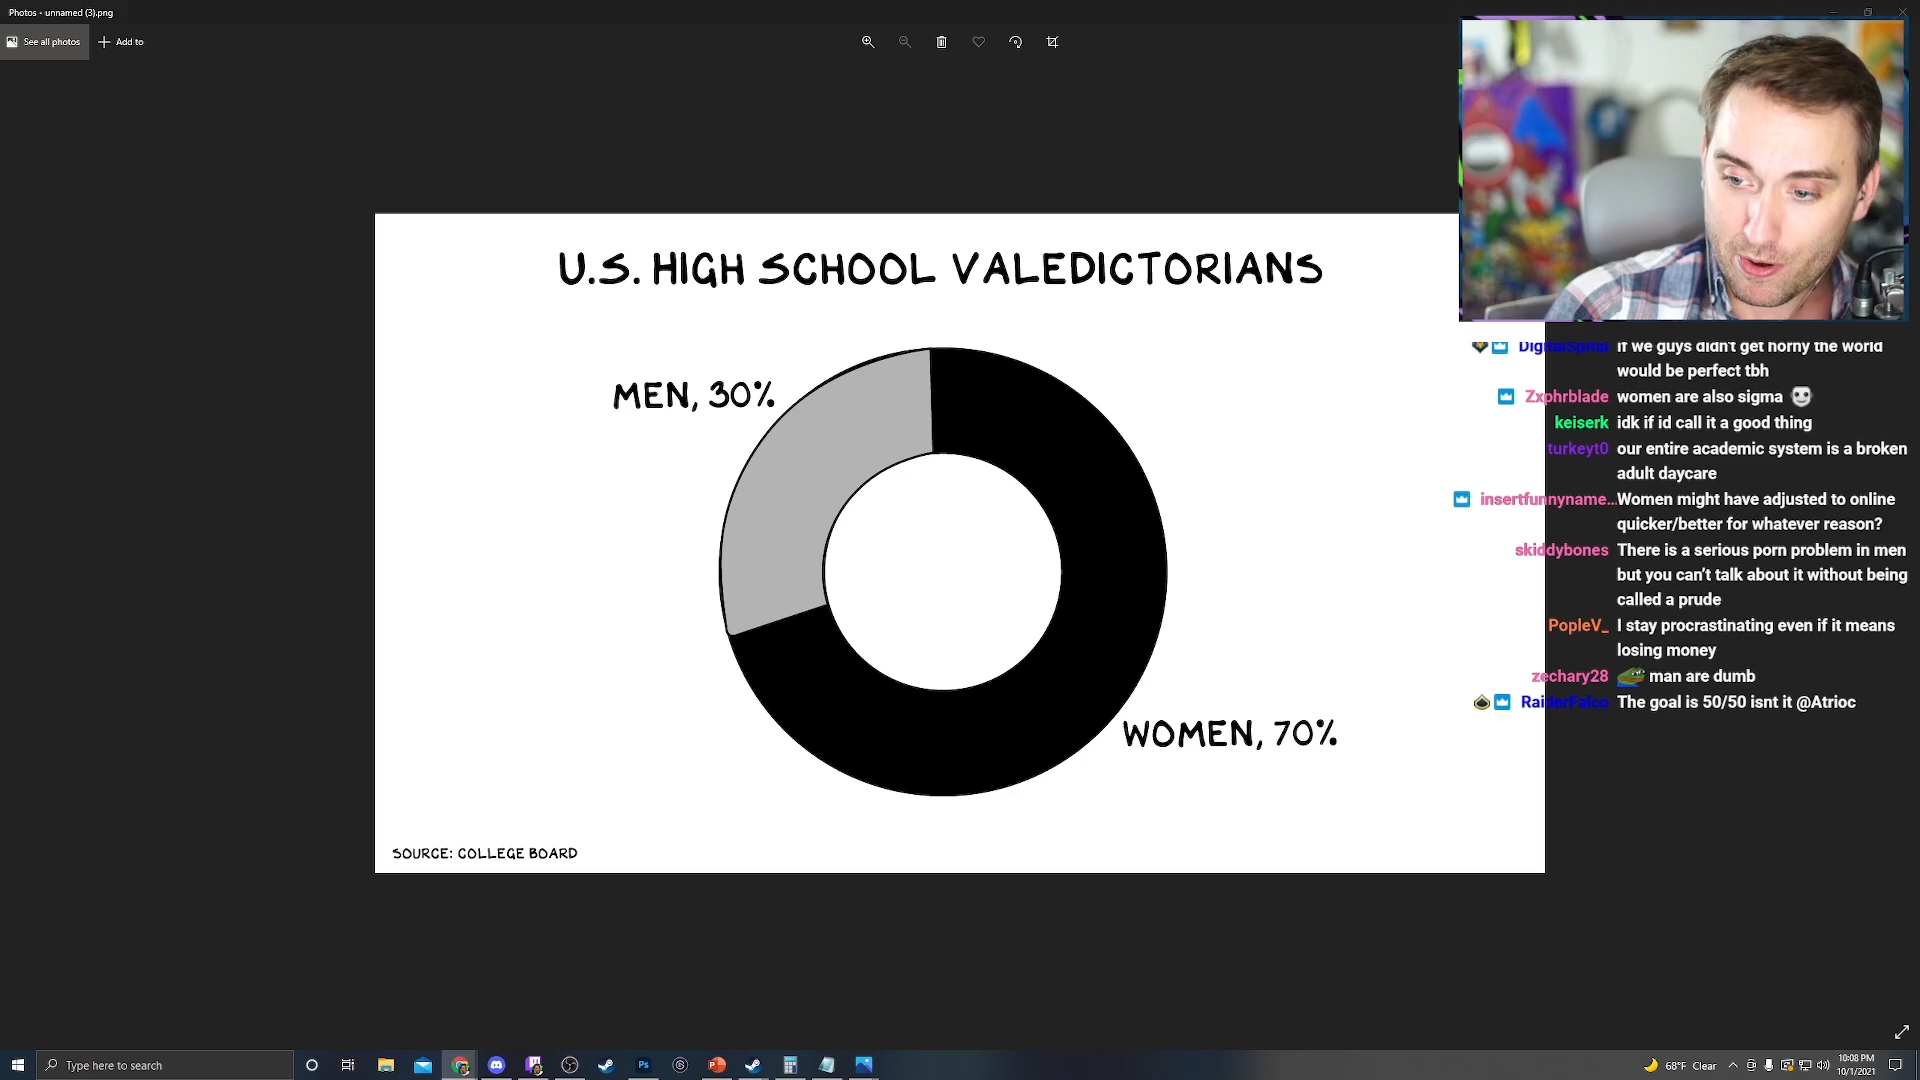 Photos - unnamed (3).png
See all photos
Add to
U.S. HIGH SCHOOL VALEDICTORIANS
MEN, 30%
WOMEN, 70%
SOURCE: COLLEGE BOARD
if we guys didn't get horny the world
would be perfect tbh
Zxphrblade women are also sigma
keiserk idk if id call it a good thing
turkeyt0 our entire academic system is a broken
adult daycare
insertfunnyname... Women might have adjusted to online
quicker/better for whatever reason?
skiddybones There is a serious porn problem in men
but you can't talk about it without being
called a prude
PopleV_ I stay procrastinating even if it means
losing money
zechary28 man are dumb
RaiderFalco The goal is 50/50 isnt it @Atrioc
Type here to search
Ps
68°F Clear
10:08 PM
10/1/2021